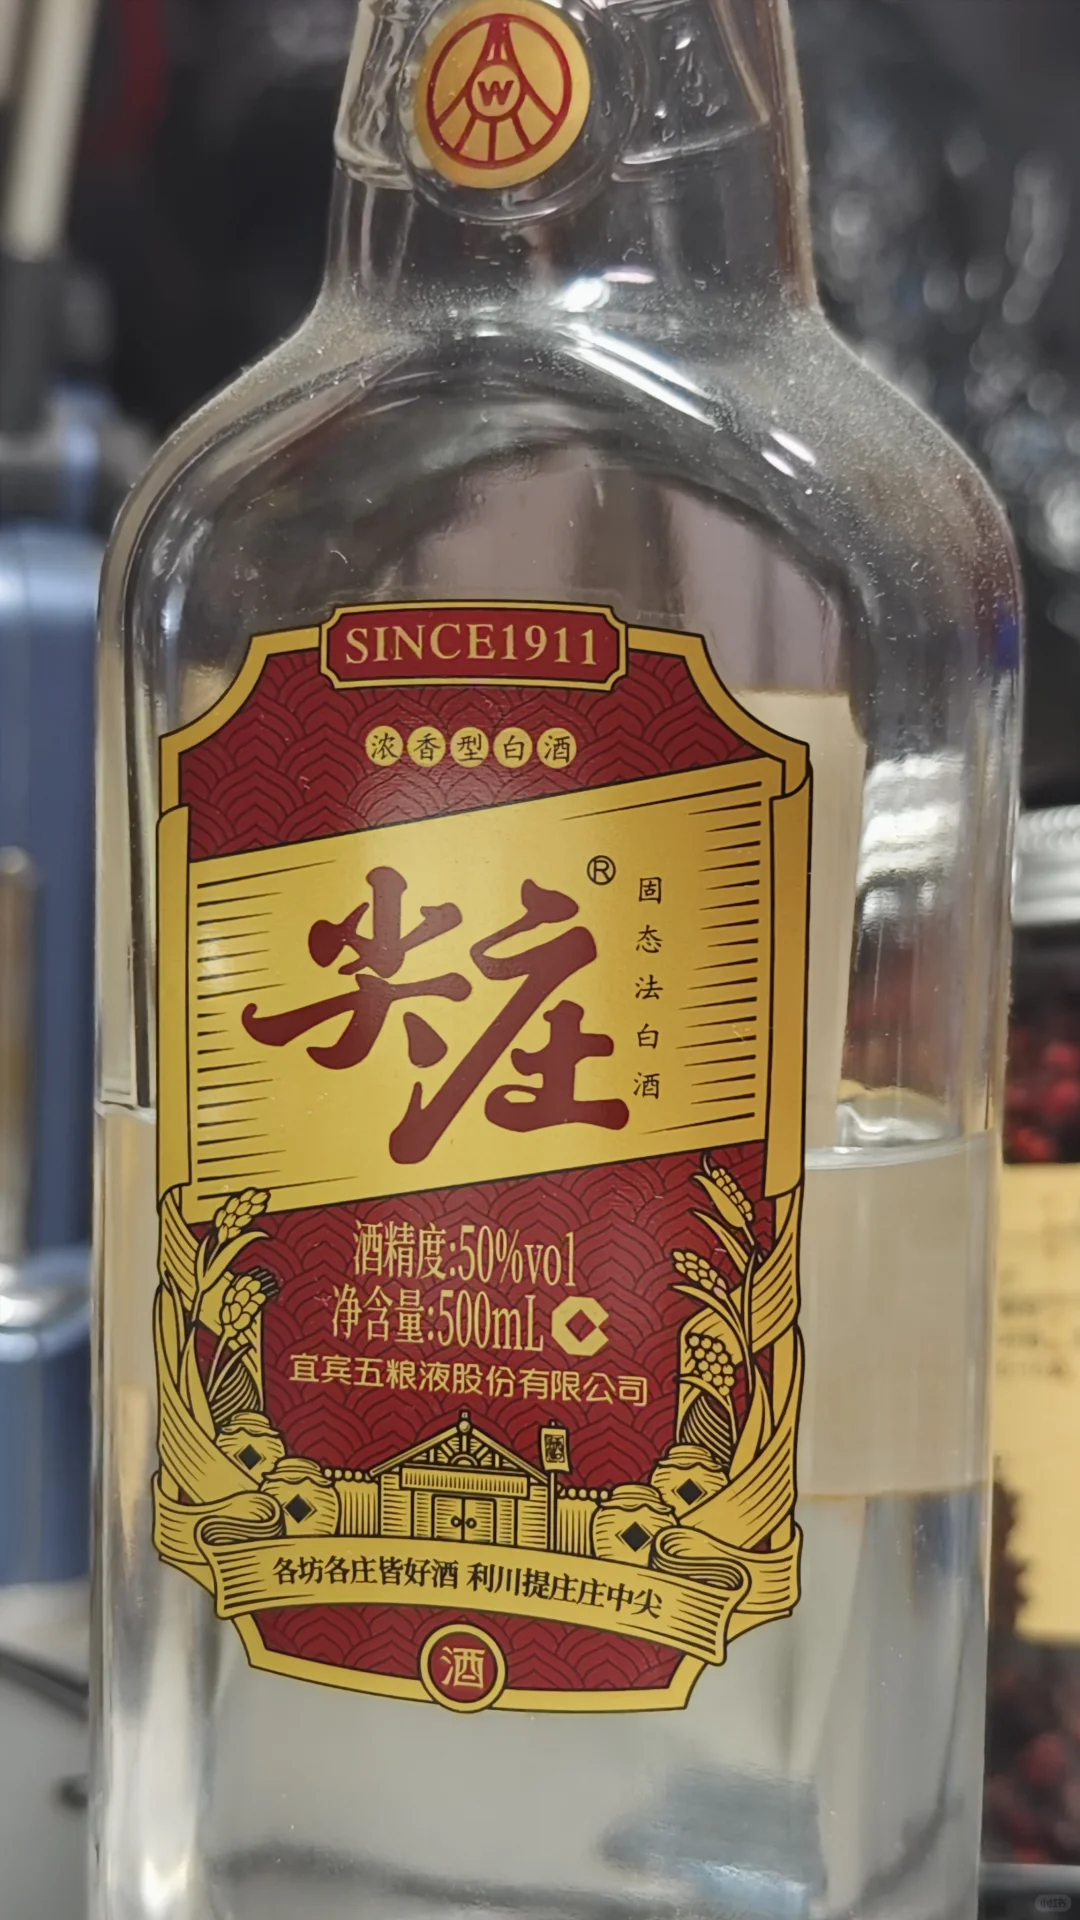 W
SINCE1911
浓香型白酒
尖庄®
固态法白酒
酒精度:50%vol
净含量:500mL
宜宾五粮液股份有限公司
酒
各坊各庄皆好酒 利川提庄庄中尖
酒